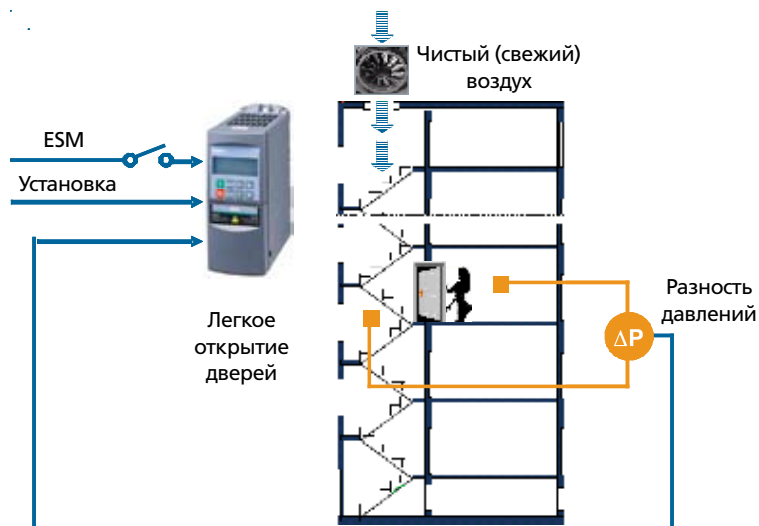 Чистый (свежий)
воздух
ESM
Установка
Легкое
открытие
дверей
Разность
давлений
ΔP